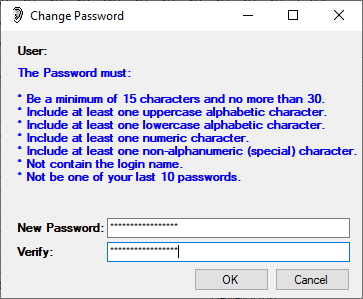 Change Password
User:
The Password must:
* Be a minimum of 15 characters and no more than 30.
* Include at least one uppercase alphabetic character.
* Include at least one lowercase alphabetic character.
* Include at least one numeric character.
* Include at least one non-alphanumeric (special) character.
* Not contain the login name.
* Not be one of your last 10 passwords.
New Password: *****************
Verify: *****************
OK Cancel